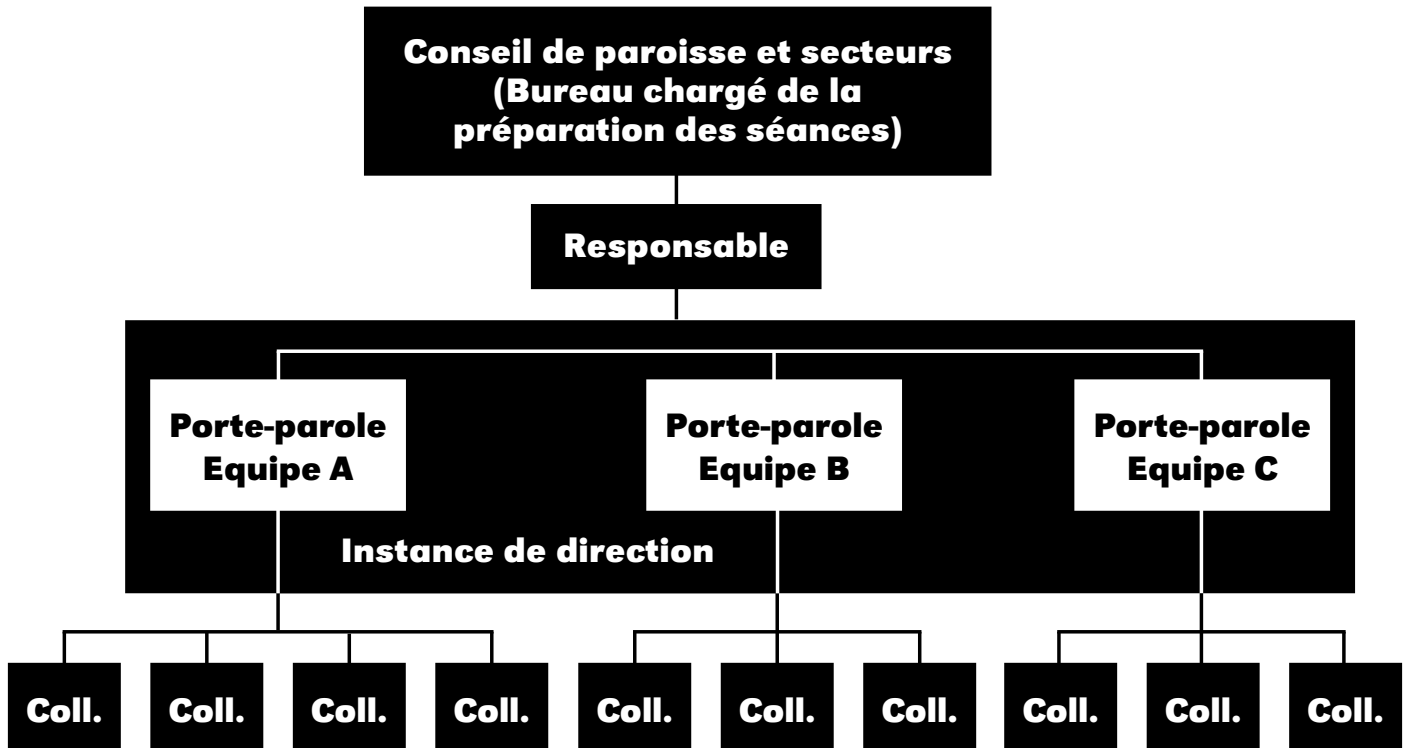 Conseil de paroisse et secteurs
(Bureau chargé de la
préparation des séances)
Responsable
Porte-parole
Equipe A
Porte-parole
Equipe B
Porte-parole
Equipe C
Instance de direction
Coll.
Coll.
Coll.
Coll.
Coll.
Coll.
Coll.
Coll.
Coll.
Coll.